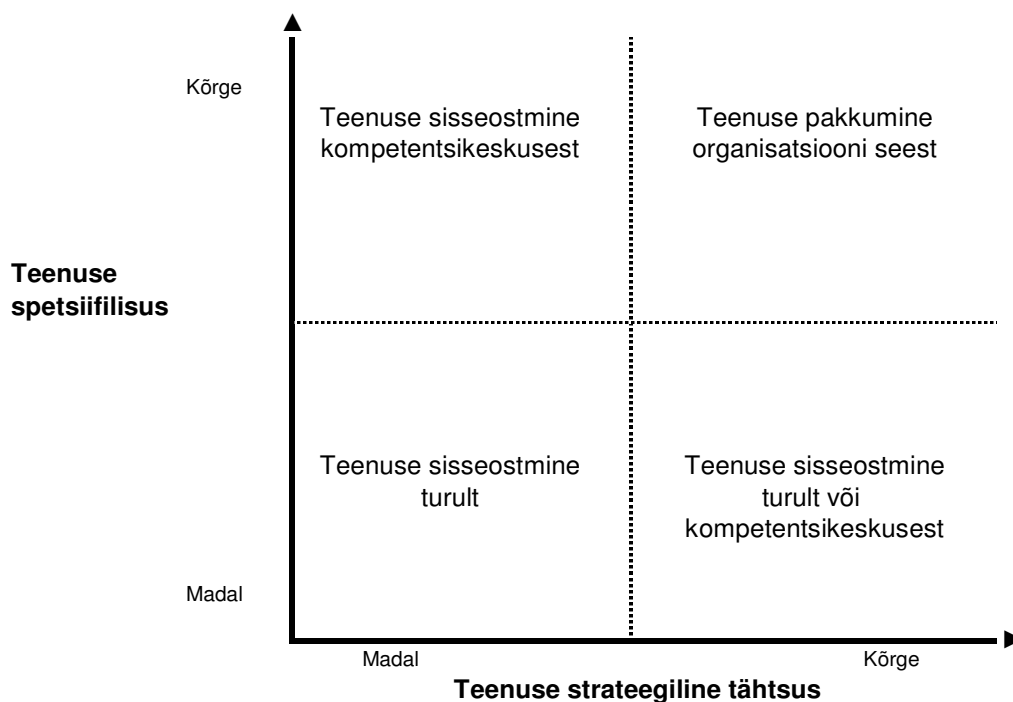 Kõrge
Teenuse sisseostmine
kompetentsikeskusest
Teenuse pakkumine
organisatsiooni seest
Teenuse
spetsiifilisus
Teenuse sisseostmine
turult
Teenuse sisseostmine
turult või
kompetentsikeskusest
Madal
Madal
Kõrge
Teenuse strateegiline tähtsus